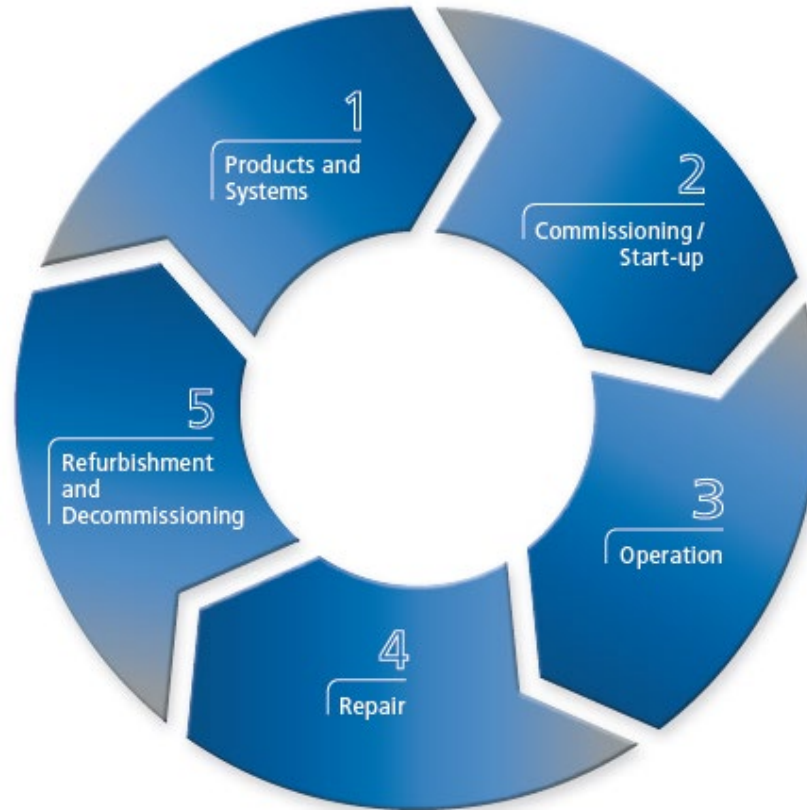 1
Products and
Systems
2
Commissioning /
Start-up
3
Operation
4
Repair
5
Refurbishment
and
Decommissioning